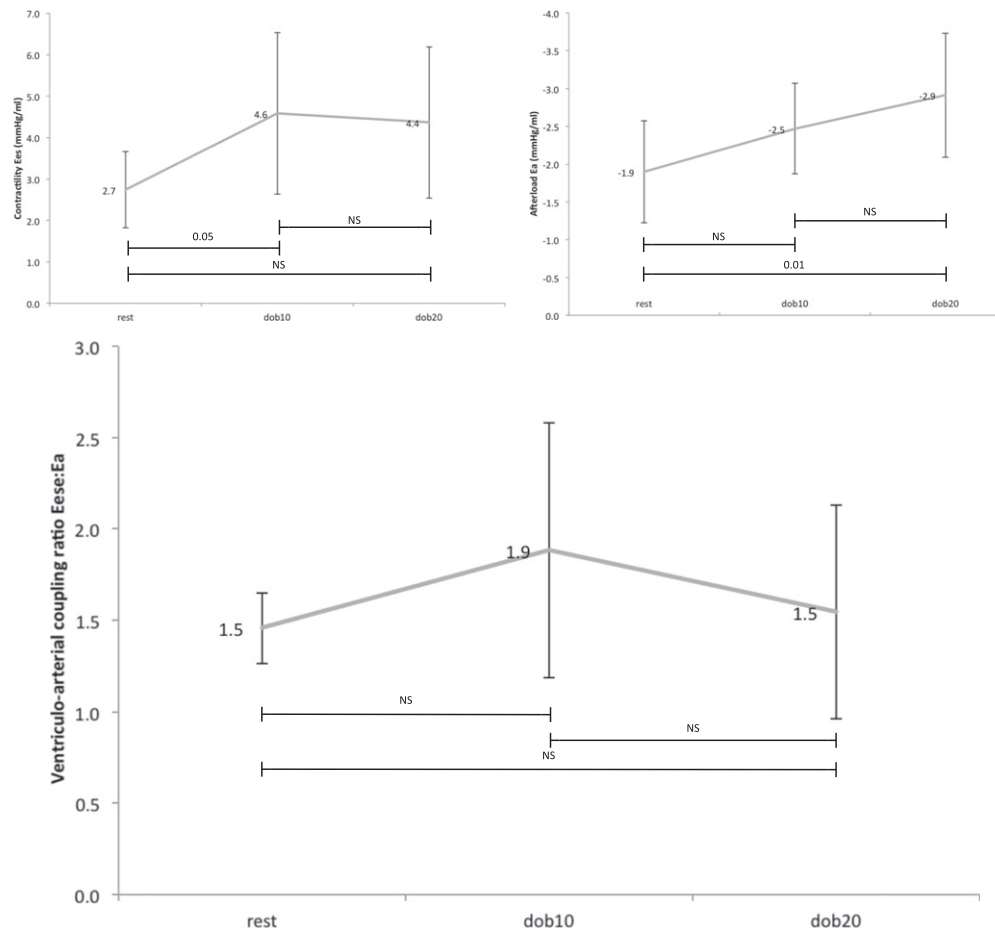 Contractility Ees (mmHg/ml)
7.0
6.0
5.0
4.0
3.0
2.0
1.0
0.0
2.7
4.6
4.4
0.05
NS
NS
rest dob10 dob20
Afterload Ea (mmHg/ml)
-4.0
-3.5
-3.0
-2.5
-2.0
-1.5
-1.0
-0.5
0.0
-1.9
-2.5
-2.9
NS
NS
0.01
rest dob10 dob20
Ventriculo-arterial coupling ratio Eese:Ea
3.0
2.5
2.0
1.5
1.0
0.5
0.0
1.5
1.9
1.5
NS
NS
NS
rest dob10 dob20